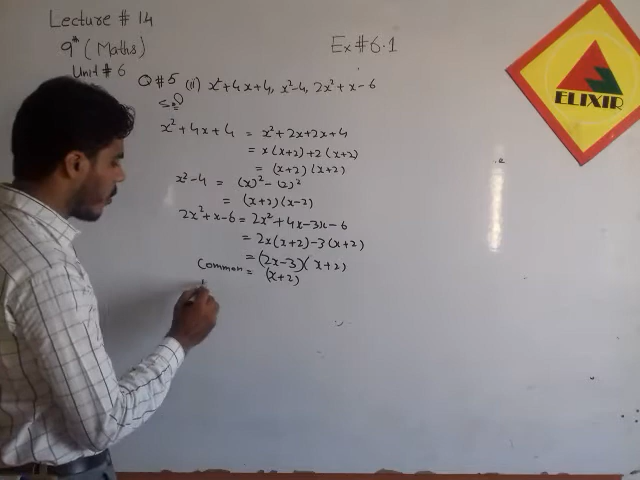 Lecture # 14
9th (Maths)
Unit # 6
Ex # 6.1
Q # 5 (ii) x²+4x+4, x²-4, 2x²+x-6
Sol
x²+4x+4 = x²+2x+2x+4
= x(x+2)+2(x+2)
= (x+2)(x+2)
x²-4 = (x)²-(2)²
= (x+2)(x-2)
2x²+x-6 = 2x²+4x-3x-6
= 2x(x+2)-3(x+2)
= (2x-3)(x+2)
Common = (x+2)
ELIXIR